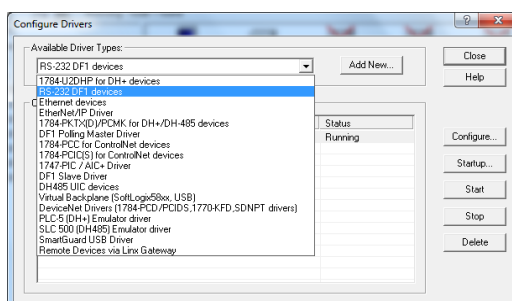 Configure Drivers
Available Driver Types:
RS-232 DF1 devices
Add New...
Close
Help
1784-U2DHP for DH+ devices
RS-232 DF1 devices
Ethernet devices
EtherNet/IP Driver
1784-PKTX(D)/PCMK for DH+/DH-485 devices
DF1 Polling Master Driver
1784-PCC for ControlNet devices
1784-PCIC(S) for ControlNet devices
1747-PIC / AIC+ Driver
DF1 Slave Driver
DH485 UIC devices
Virtual Backplane (SoftLogix58xx, USB)
DeviceNet Drivers (1784-PCD/PCIDS,1770-KFD,SDNPT drivers)
PLC-5 (DH+) Emulator driver
SLC 500 (DH485) Emulator driver
SmartGuard USB Driver
Remote Devices via Linx Gateway
Status
Running
Configure...
Startup...
Start
Stop
Delete